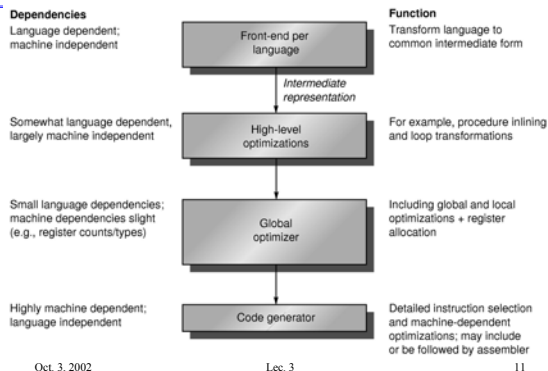 Dependencies
Language dependent;
machine independent
Front-end per
language
Function
Transform language to
common intermediate form
Intermediate
representation
Somewhat language dependent,
largely machine independent
High-level
optimizations
For example, procedure inlining
and loop transformations
Small language dependencies;
machine dependencies slight
(e.g., register counts/types)
Global
optimizer
Including global and local
optimizations + register
allocation
Highly machine dependent;
language independent
Code generator
Detailed instruction selection
and machine-dependent
optimizations; may include
or be followed by assembler
Oct. 3, 2002
Lec. 3
11